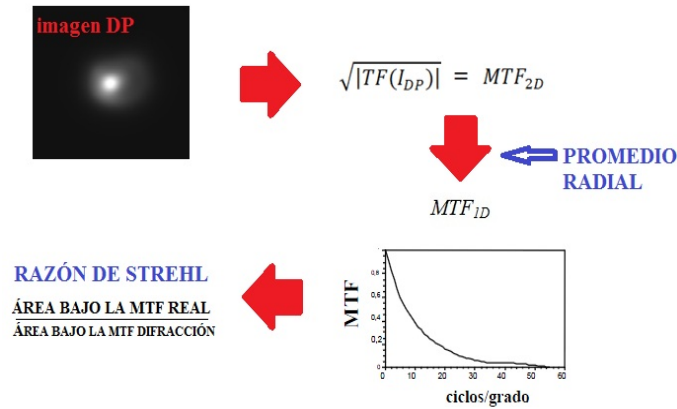 imagen DP
√|TF(I_DP)| = MTF_2D
PROMEDIO
RADIAL
MTF_1D
RAZÓN DE STREHL
ÁREA BAJO LA MTF REAL
ÁREA BAJO LA MTF DIFRACCIÓN
MTF
1
0,8
0,6
0,4
0,2
0
0 10 20 30 40 50 60
ciclos/grado